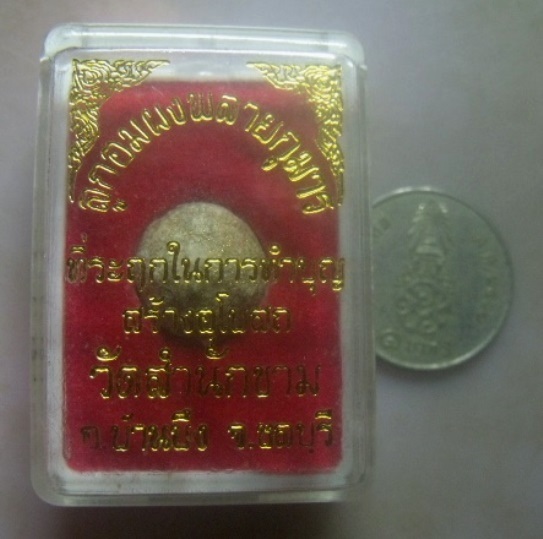 ลูกอมผงพลายกุมาร
ที่ระฤกในการทำบุญ
สร้างอุโบสถ
วัดสำนักขาม
ต.บ้านบึง จ.ชลบุรี